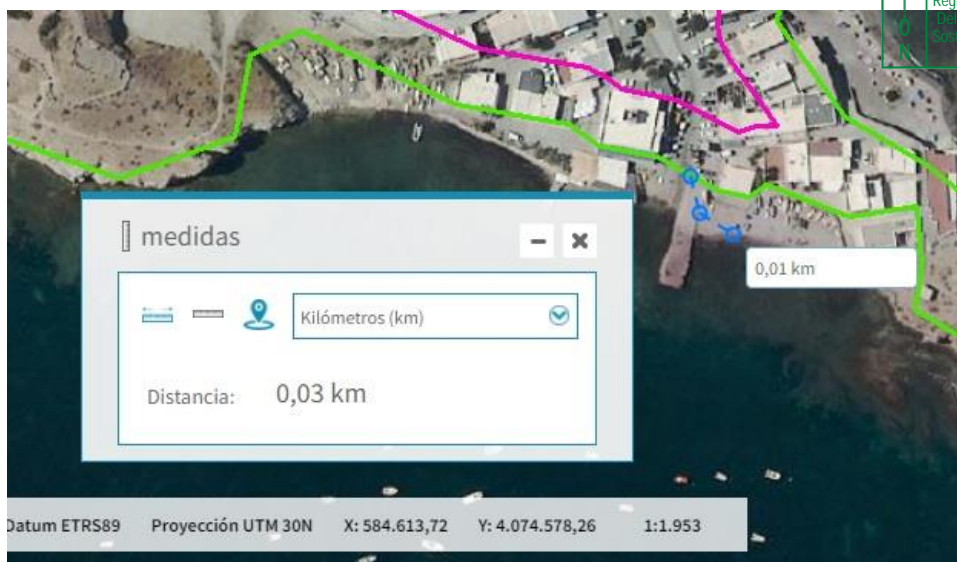 Reg
O
N
medidas
0,01 km
Kilómetros (km)
Distancia: 0,03 km
Datum ETRS89 Proyección UTM 30N X: 584.613,72 Y: 4.074.578,26 1:1.953